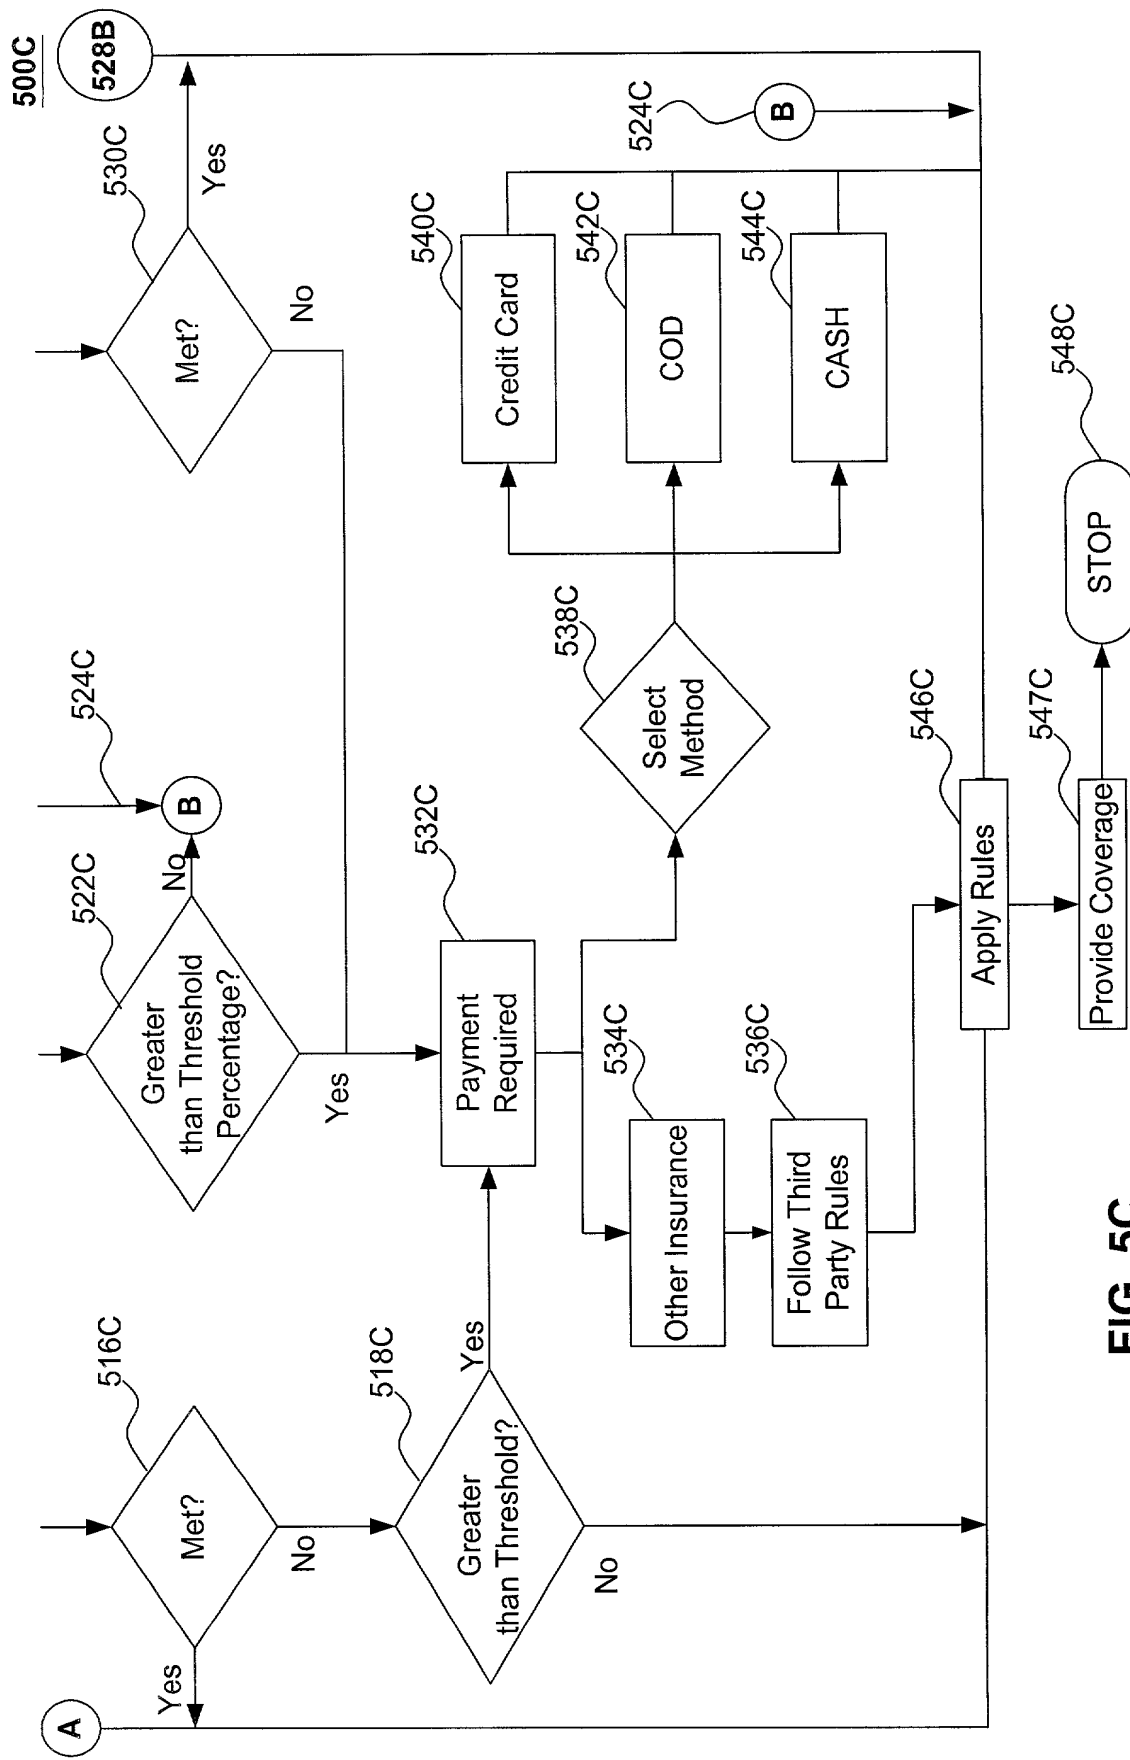 500C
528B
530C
Met?
Yes
No
524C
B
No
522C
Greater
than Threshold
Percentage?
Yes
516C
Met?
No
Yes
A
518C
Greater
than Threshold?
Yes
No
532C
Payment
Required
534C
Other Insurance
536C
Follow Third
Party Rules
538C
Select
Method
540C
Credit Card
542C
COD
544C
CASH
524C
B
546C
Apply Rules
547C
Provide Coverage
548C
STOP
FIG. 5C